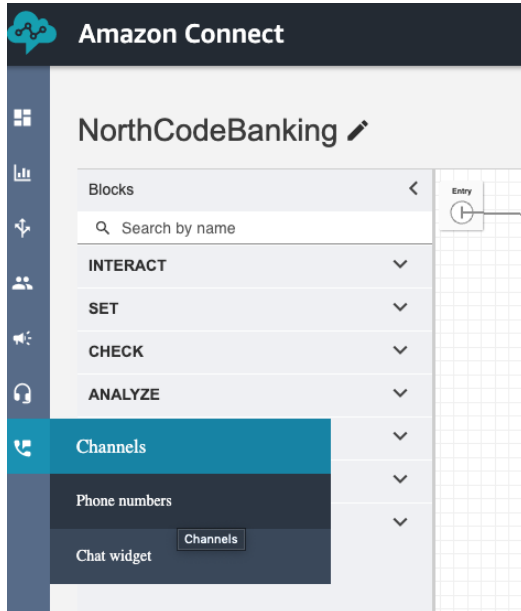 Amazon Connect
NorthCodeBanking
Blocks
Entry
Search by name
INTERACT
SET
CHECK
ANALYZE
Channels
Phone numbers
Channels
Chat widget